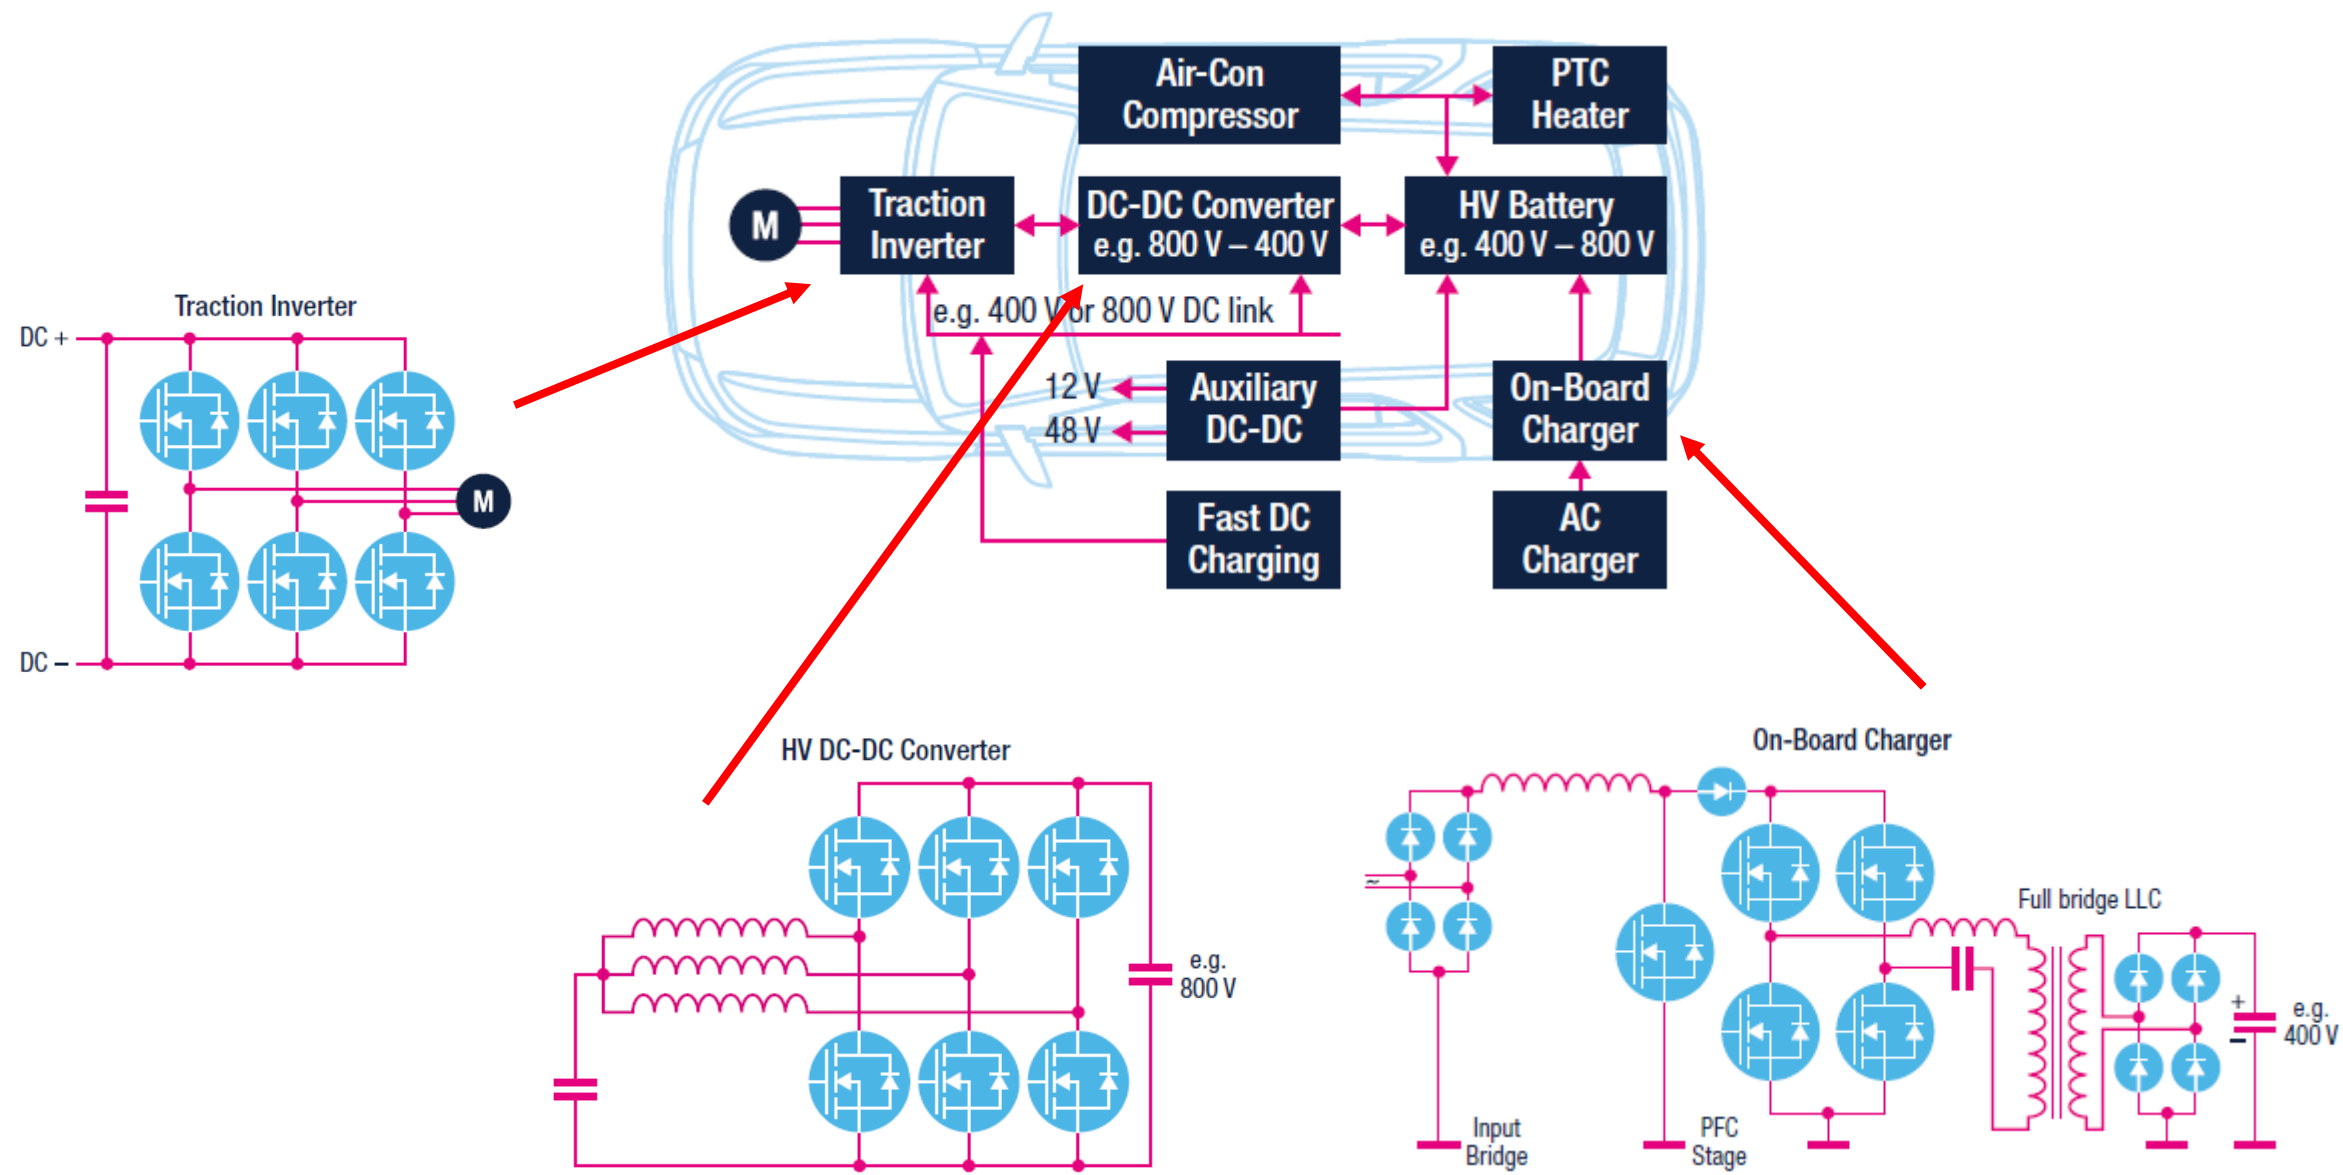 Air-Con
Compressor
PTC
Heater
M
Traction
Inverter
DC-DC Converter
e.g. 800 V – 400 V
HV Battery
e.g. 400 V – 800 V
e.g. 400 V or 800 V DC link
12 V
48 V
Auxiliary
DC-DC
On-Board
Charger
Fast DC
Charging
AC
Charger
Traction Inverter
DC +
M
DC –
HV DC-DC Converter
e.g.
800 V
On-Board Charger
~
Full bridge LLC
+
–
e.g.
400 V
Input
Bridge
PFC
Stage